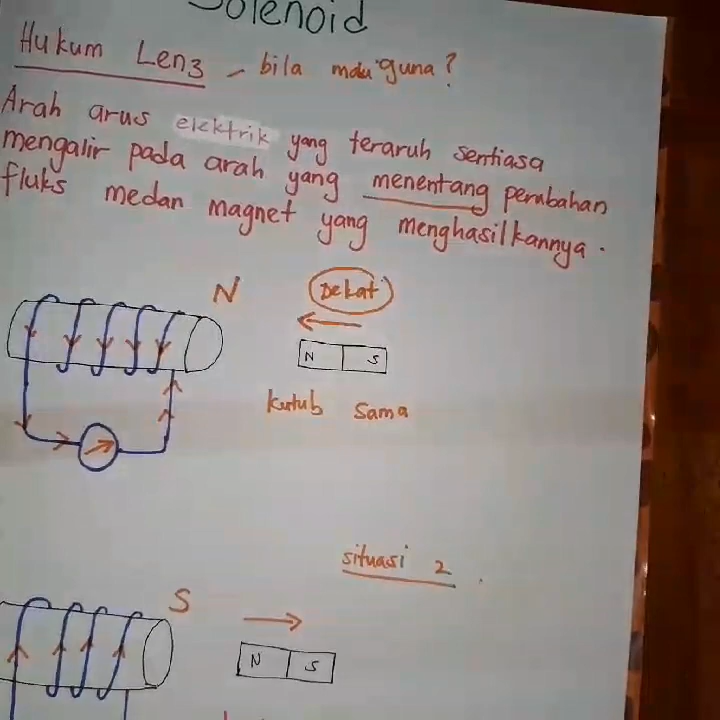 Solenoid
Hukum Lenz - bila mau guna?
Arah arus elektrik yang teraruh sentiasa
mengalir pada arah yang menentang perubahan
fluks medan magnet yang menghasilkannya.
N
Dekat
N S
kutub sama
situasi 2
S
N S